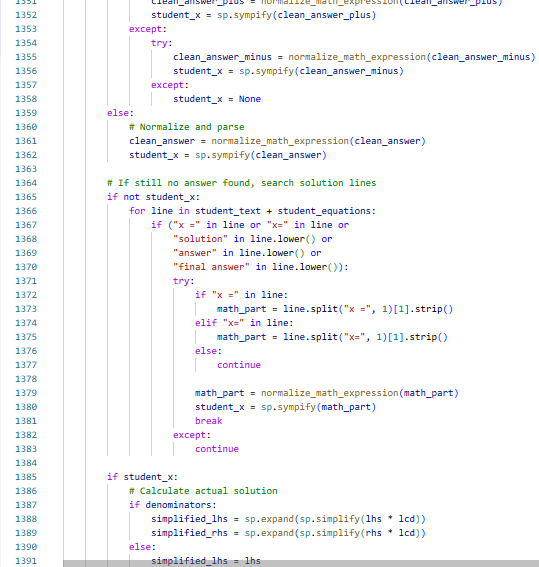 1351 clean_answer_plus = normalize_math_expression(clean_answer_plus)
1352 student_x = sp.sympify(clean_answer_plus)
1353 except:
1354 try:
1355 clean_answer_minus = normalize_math_expression(clean_answer_minus)
1356 student_x = sp.sympify(clean_answer_minus)
1357 except:
1358 student_x = None
1359 else:
1360 # Normalize and parse
1361 clean_answer = normalize_math_expression(clean_answer)
1362 student_x = sp.sympify(clean_answer)
1363
1364 # If still no answer found, search solution lines
1365 if not student_x:
1366 for line in student_text + student_equations:
1367 if ("x =" in line or "x=" in line or
1368 "solution" in line.lower() or
1369 "answer" in line.lower() or
1370 "final answer" in line.lower()):
1371 try:
1372 if "x =" in line:
1373 math_part = line.split("x =", 1)[1].strip()
1374 elif "x=" in line:
1375 math_part = line.split("x=", 1)[1].strip()
1376 else:
1377 continue
1378
1379 math_part = normalize_math_expression(math_part)
1380 student_x = sp.sympify(math_part)
1381 break
1382 except:
1383 continue
1384
1385 if student_x:
1386 # Calculate actual solution
1387 if denominators:
1388 simplified_lhs = sp.expand(sp.simplify(lhs * lcd))
1389 simplified_rhs = sp.expand(sp.simplify(rhs * lcd))
1390 else:
1391 simplified_lhs = lhs